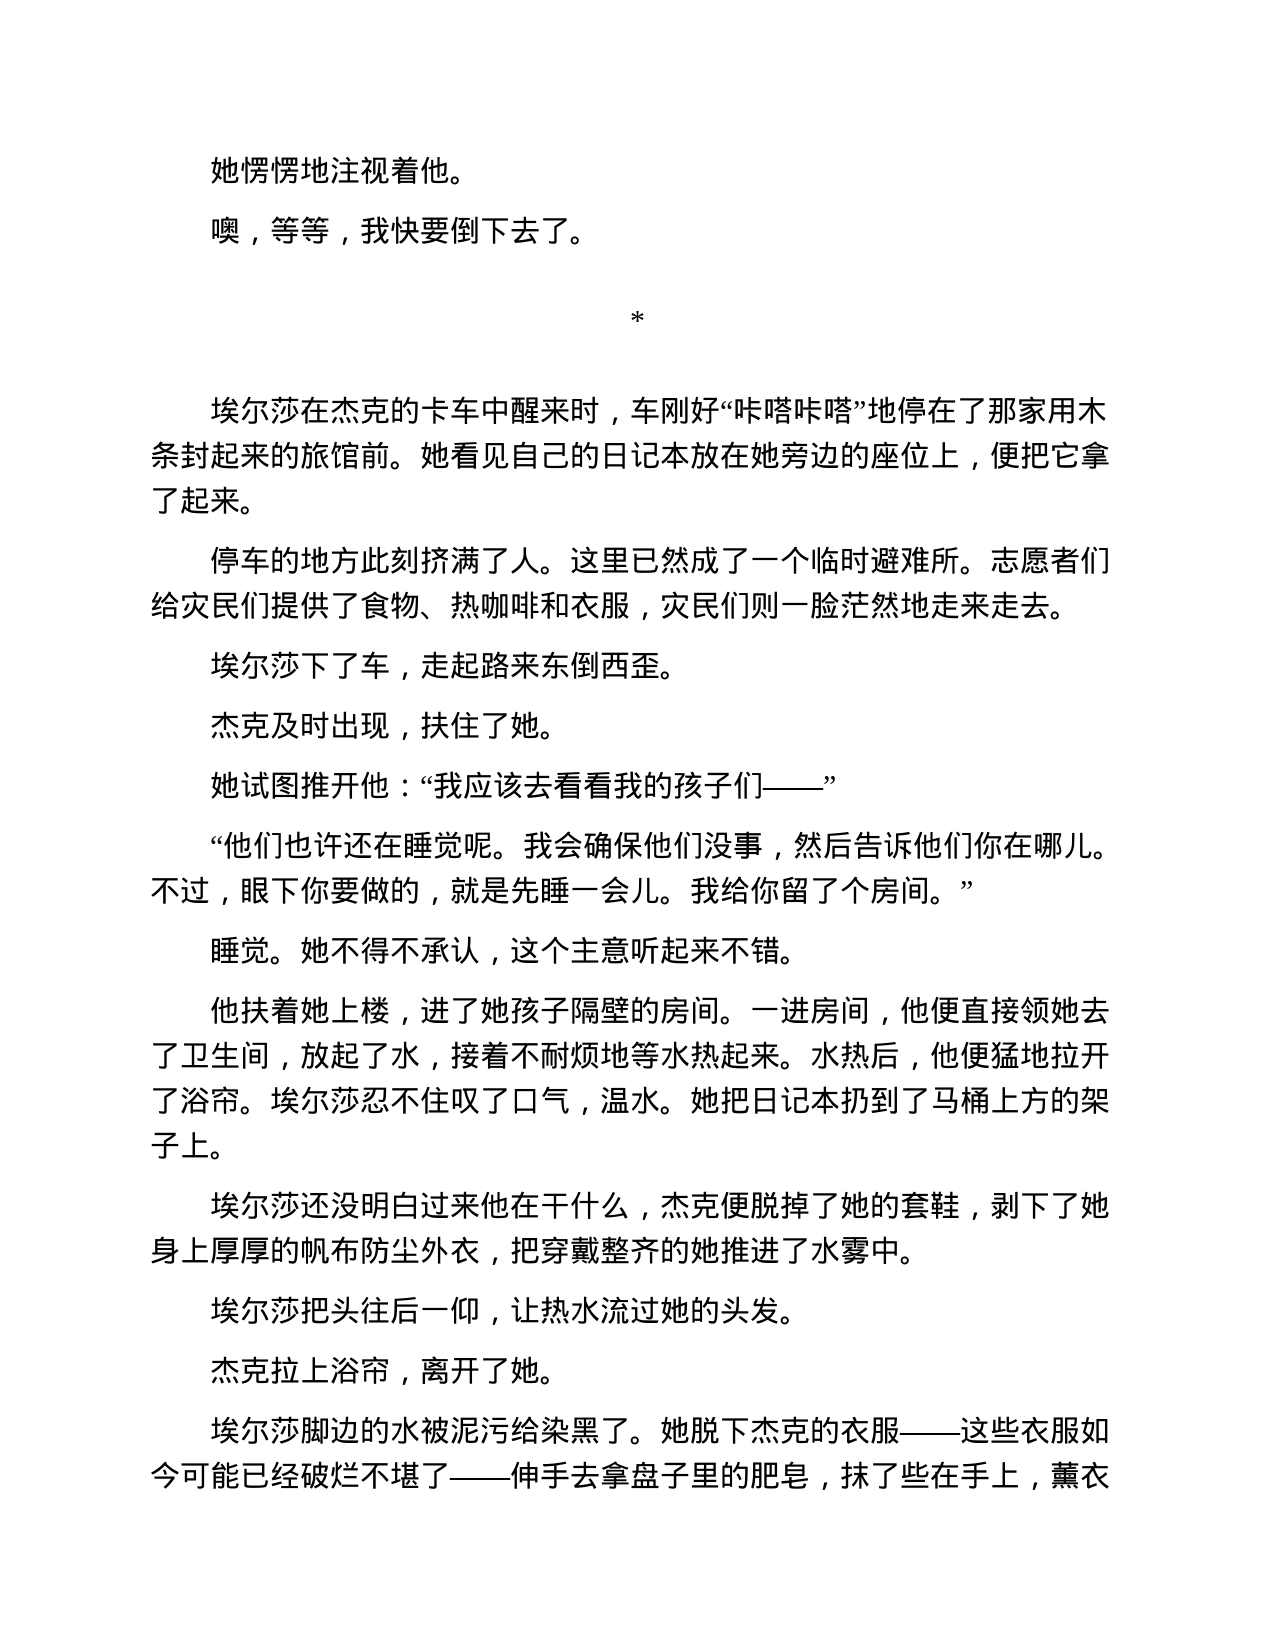 她愣愣地注视着他。
噢，等等，我快要倒下去了。
*
埃尔莎在杰克的卡车中醒来时，车刚好“咔嗒咔嗒”地停在了那家用木
条封起来的旅馆前。她看见自己的日记本放在她旁边的座位上，便把它拿
了起来。
停车的地方此刻挤满了人。这里已然成了一个临时避难所。志愿者们
给灾民们提供了食物、热咖啡和衣服，灾民们则一脸茫然地走来走去。
埃尔莎下了车，走起路来东倒西歪。
杰克及时出现，扶住了她。
她试图推开他：“我应该去看看我的孩子们——”
“他们也许还在睡觉呢。我会确保他们没事，然后告诉他们你在哪儿。
不过，眼下你要做的，就是先睡一会儿。我给你留了个房间。”
睡觉。她不得不承认，这个主意听起来不错。
他扶着她上楼，进了她孩子隔壁的房间。一进房间，他便直接领她去
了卫生间，放起了水，接着不耐烦地等水热起来。水热后，他便猛地拉开
了浴帘。埃尔莎忍不住叹了口气，温水。她把日记本扔到了马桶上方的架
子上。
埃尔莎还没明白过来他在干什么，杰克便脱掉了她的套鞋，剥下了她
身上厚厚的帆布防尘外衣，把穿戴整齐的她推进了水雾中。
埃尔莎把头往后一仰，让热水流过她的头发。
杰克拉上浴帘，离开了她。
埃尔莎脚边的水被泥污给染黑了。她脱下杰克的衣服——这些衣服如
今可能已经破烂不堪了——伸手去拿盘子里的肥皂，抹了些在手上，薰衣